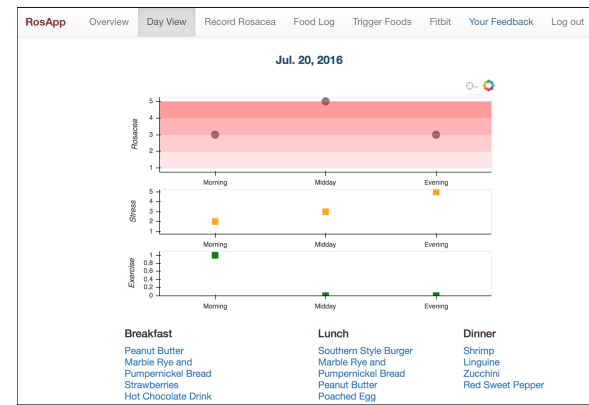 RosApp Overview Day View Record Rosacea Food Log Trigger Foods Fitbit Your Feedback Log out
Jul. 20, 2016
Rosacea
5
4
3
2
1
Morning Midday Evening
Stress
5
4
3
2
1
Morning Midday Evening
Exercise
1
0.8
0.6
0.4
0.2
0
Morning Midday Evening
Breakfast
Peanut Butter
Marble Rye and
Pumpernickel Bread
Strawberries
Hot Chocolate Drink
Lunch
Southern Style Burger
Marble Rye and
Pumpernickel Bread
Peanut Butter
Poached Egg
Dinner
Shrimp
Linguine
Zucchini
Red Sweet Pepper